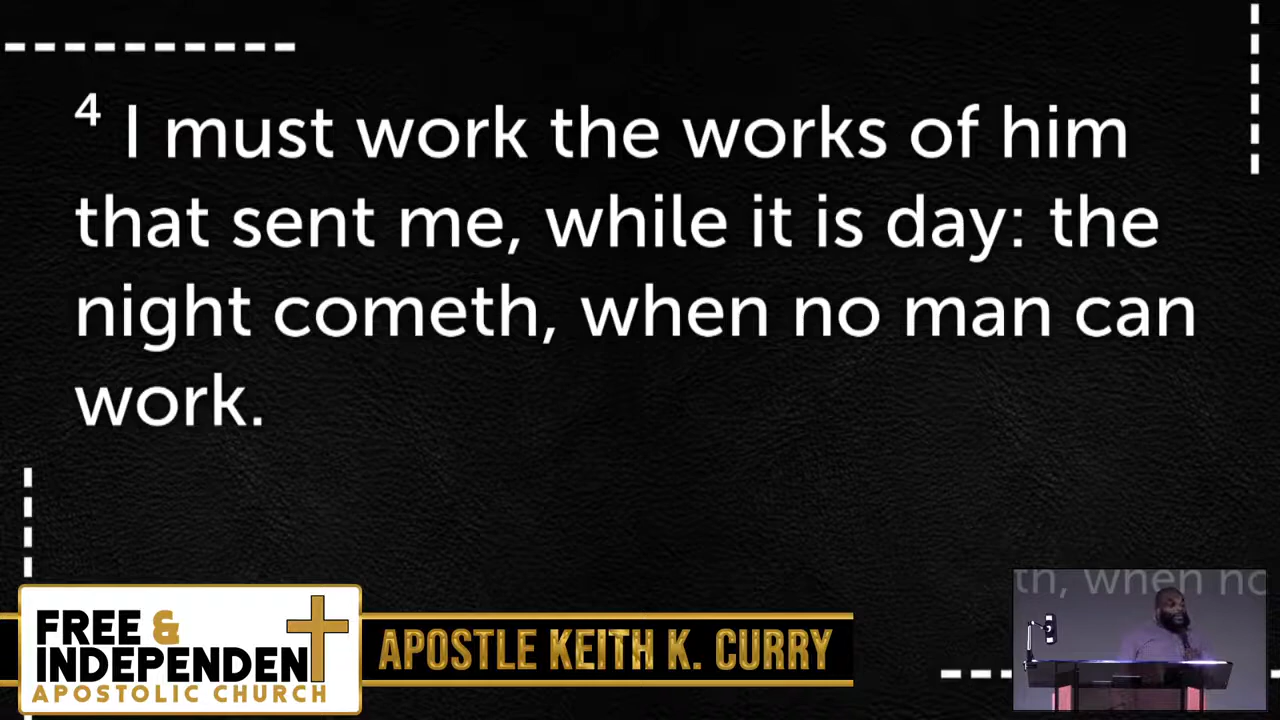 4 I must work the works of him
that sent me, while it is day: the
night cometh, when no man can
work.
FREE &
INDEPENDEN
APOSTOLIC CHURCH
APOSTLE KEITH K. CURRY
th, when no